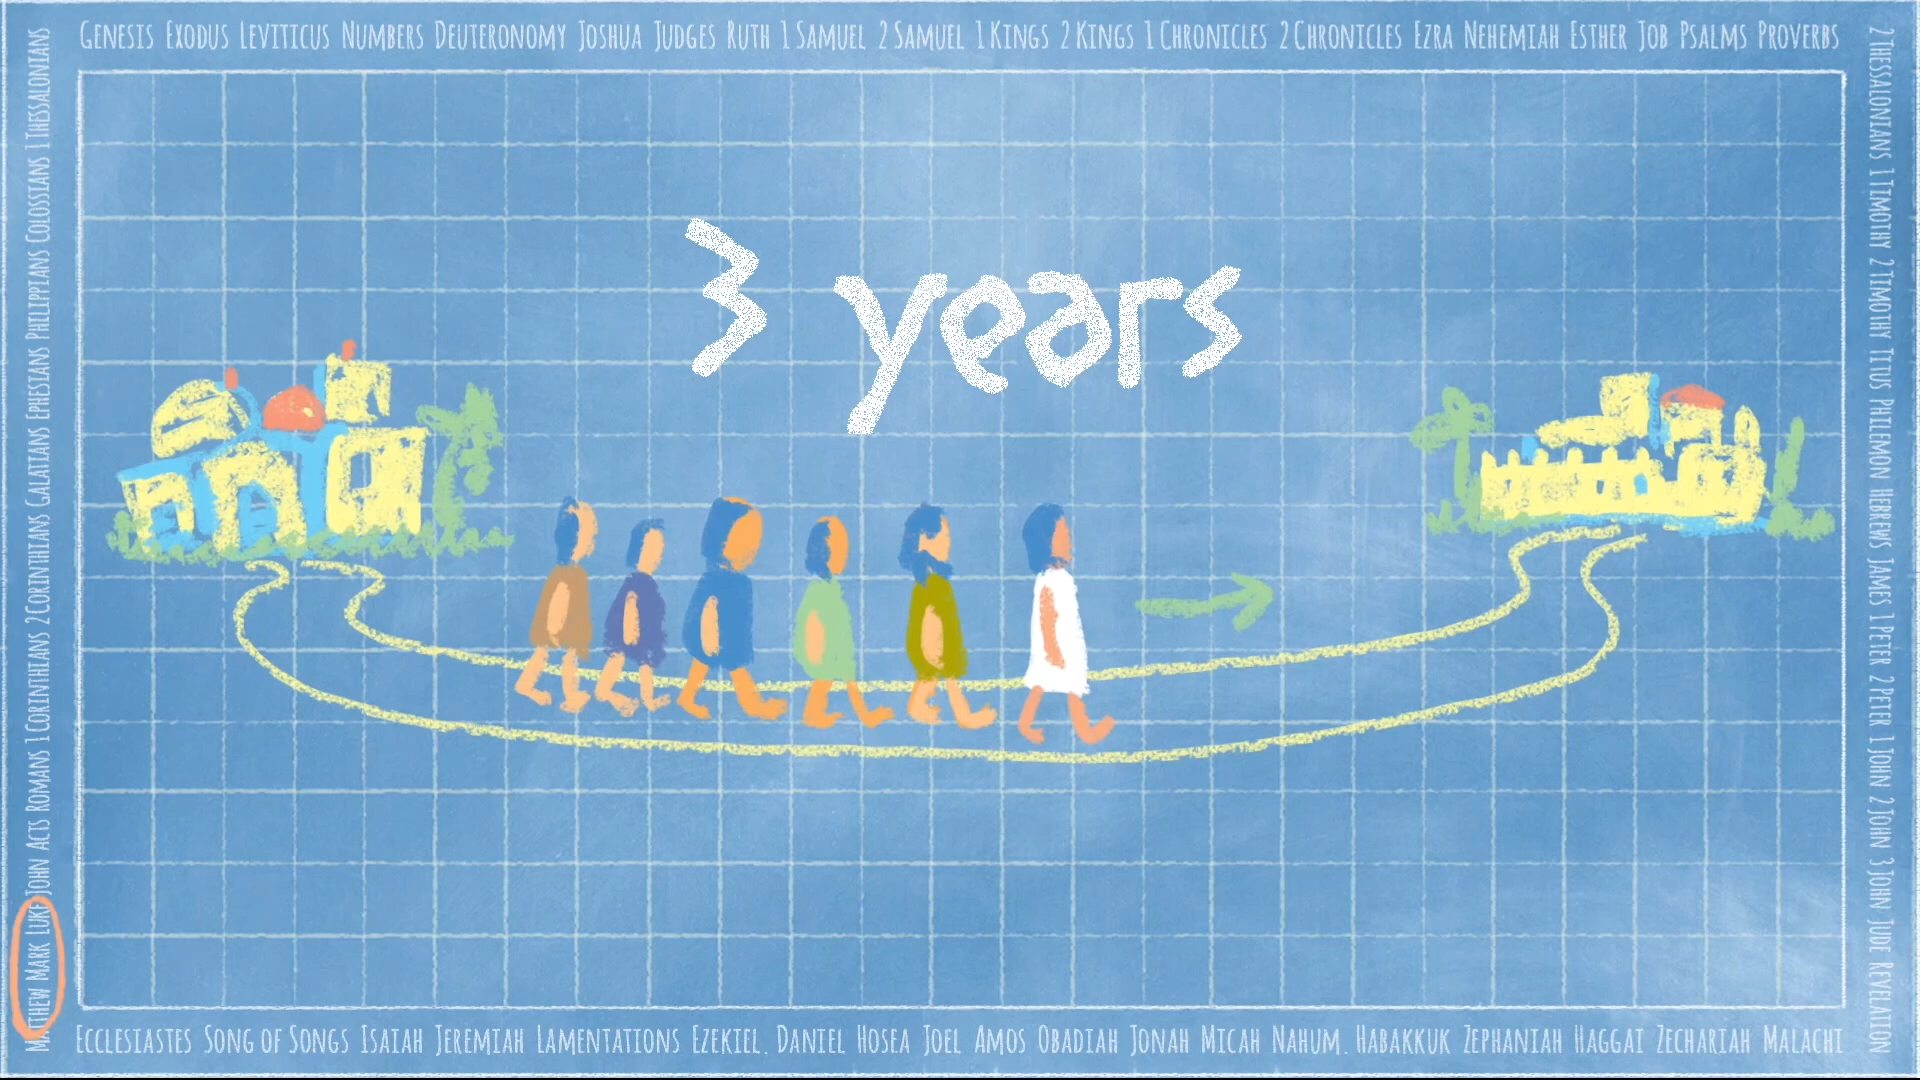 GENESIS EXODUS LEVITICUS NUMBERS DEUTERONOMY JOSHUA JUDGES RUTH 1 SAMUEL 2 SAMUEL 1 KINGS 2 KINGS 1 CHRONICLES 2 CHRONICLES EZRA NEHEMIAH ESTHER JOB PSALMS PROVERBS
3 years
ECCLESIASTES SONG OF SONGS ISAIAH JEREMIAH LAMENTATIONS EZEKIEL. DANIEL HOSEA JOEL AMOS OBADIAH JONAH MICAH NAHUM. HABAKKUK ZEPHANIAH HAGGAI ZECHARIAH MALACHI
MATTHEW MARK LUKE JOHN ACTS ROMANS 1 CORINTHIANS 2 CORINTHIANS GALATIANS EPHESIANS PHILIPPIANS COLOSSIANS 1 THESSALONIANS
2 THESSALONIANS 1 TIMOTHY 2 TIMOTHY TITUS PHILEMON HEBREWS JAMES 1 PETER 2 PETER 1 JOHN 2 JOHN 3 JOHN JUDE REVELATION